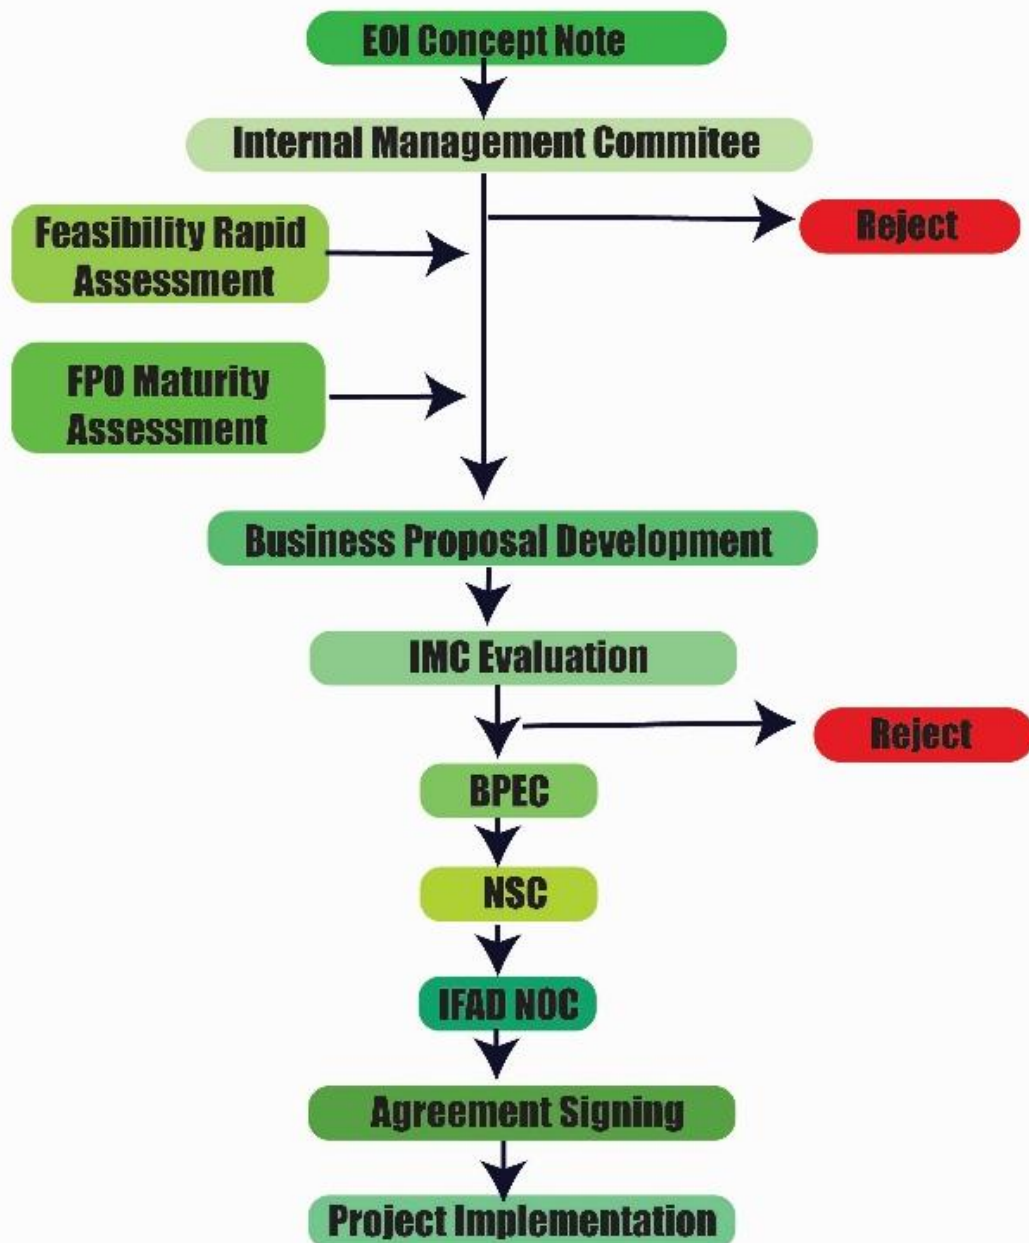 EOI Concept Note
Internal Management Commitee
Reject
Feasibility Rapid
Assessment
FPO Maturity
Assessment
Business Proposal Development
IMC Evaluation
Reject
BPEC
NSC
IFAD NOC
Agreement Signing
Project Implementation